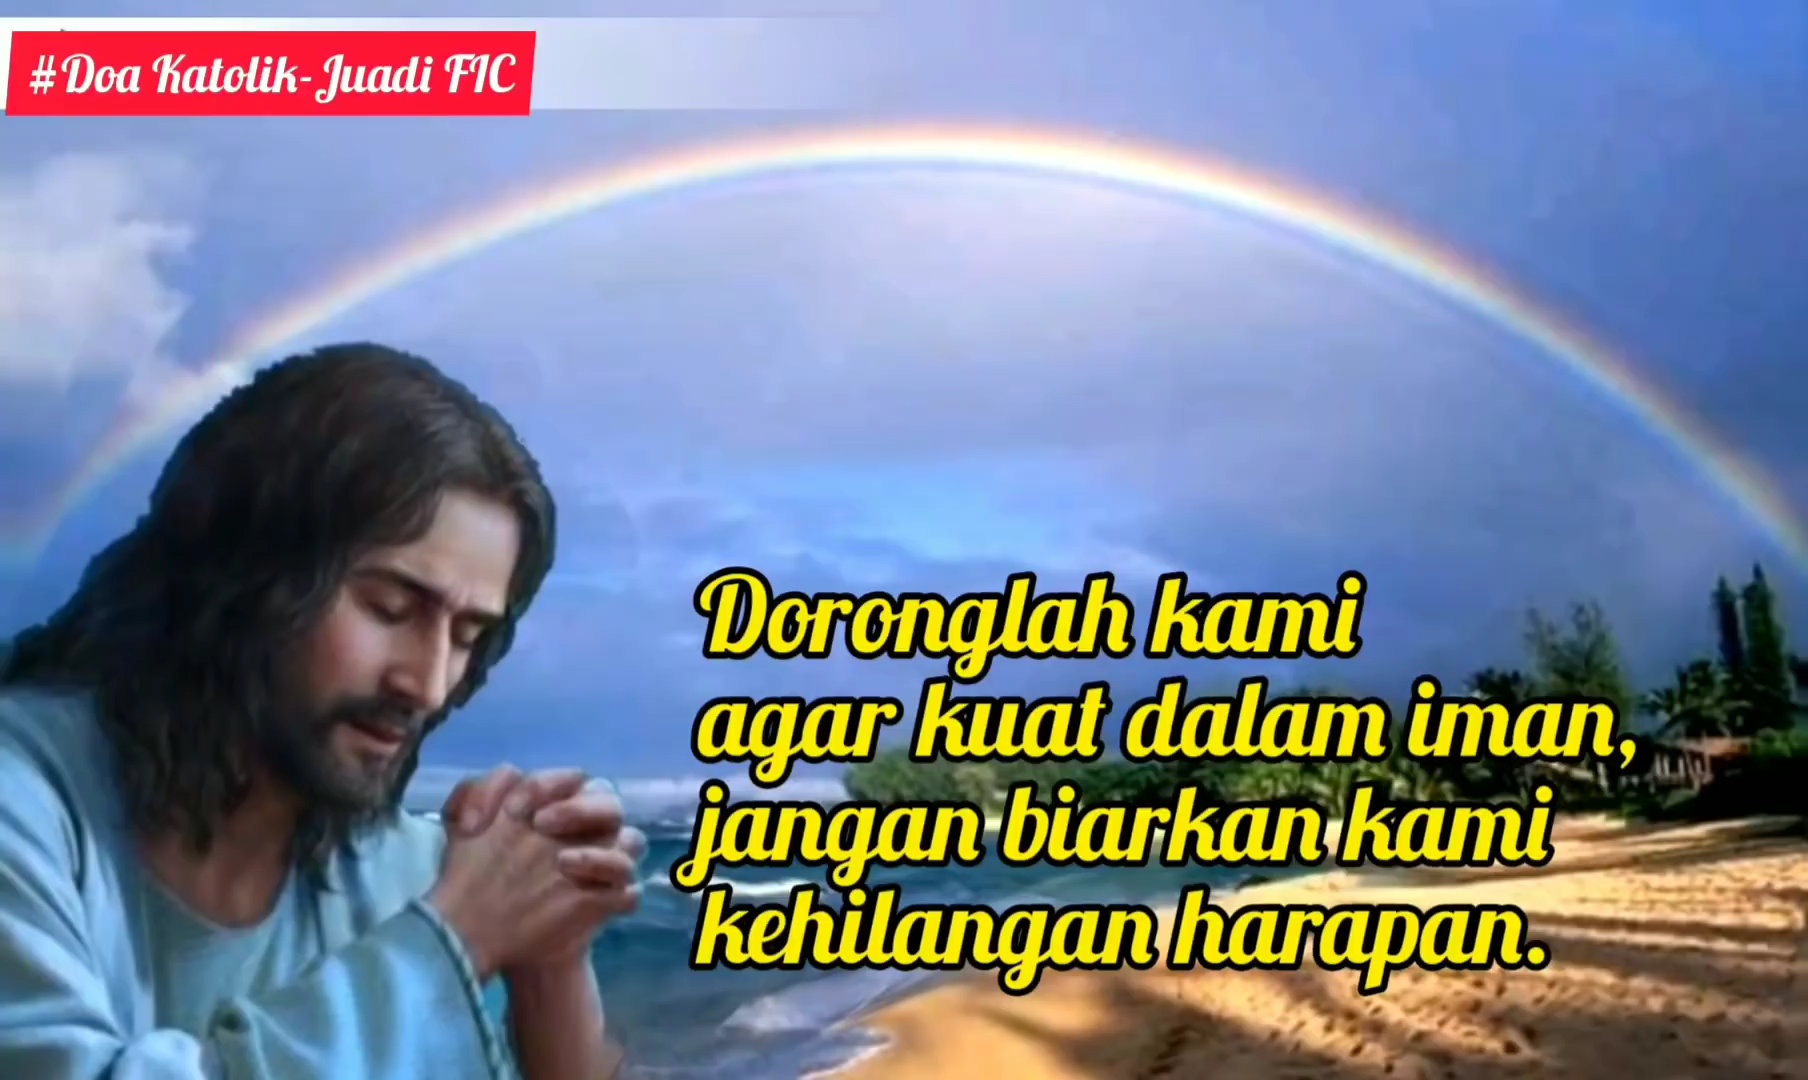 #Doa Katolik-Juadi FIC
Doronglah kami
agar kuat dalam iman,
jangan biarkan kami
kehilangan harapan.